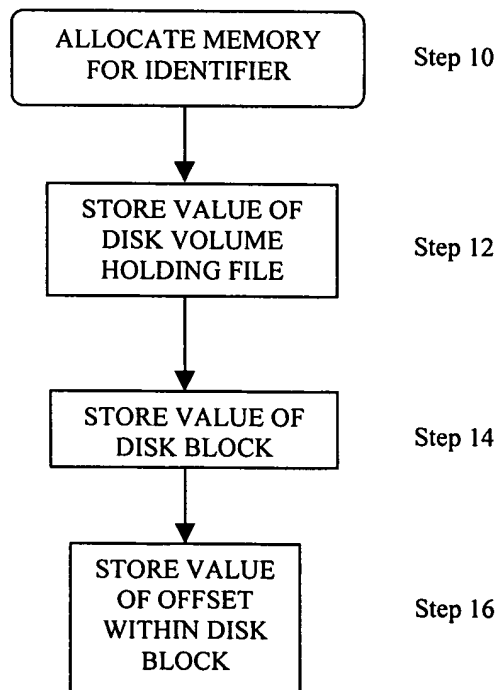 ALLOCATE MEMORY
FOR IDENTIFIER
Step 10
STORE VALUE OF
DISK VOLUME
HOLDING FILE
Step 12
STORE VALUE OF
DISK BLOCK
Step 14
STORE VALUE
OF OFFSET
WITHIN DISK
BLOCK
Step 16